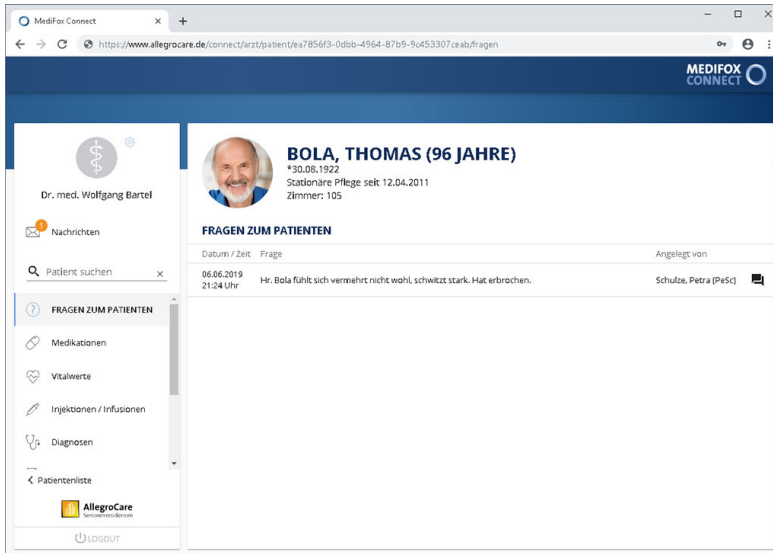 MediFox Connect
https://www.allegrocare.de/connect/arzt/patient/ea7856f3-0dbb-4964-87b9-9c453307ceab/fragen
MEDIFOX
CONNECT
Dr. med. Wolfgang Bartel
1
Nachrichten
Patient suchen
FRAGEN ZUM PATIENTEN
Medikationen
Vitalwerte
Injektionen / Infusionen
Diagnosen
Patientenliste
AllegroCare
Seniorenresidenzen
LOGOUT
BOLA, THOMAS (96 JAHRE)
*30.08.1922
Stationäre Pflege seit 12.04.2011
Zimmer: 105
FRAGEN ZUM PATIENTEN
Datum / Zeit Frage Angelegt von
06.06.2019
21:24 Uhr Hr. Bola fühlt sich vermehrt nicht wohl, schwitzt stark. Hat erbrochen. Schulze, Petra (PeSc)